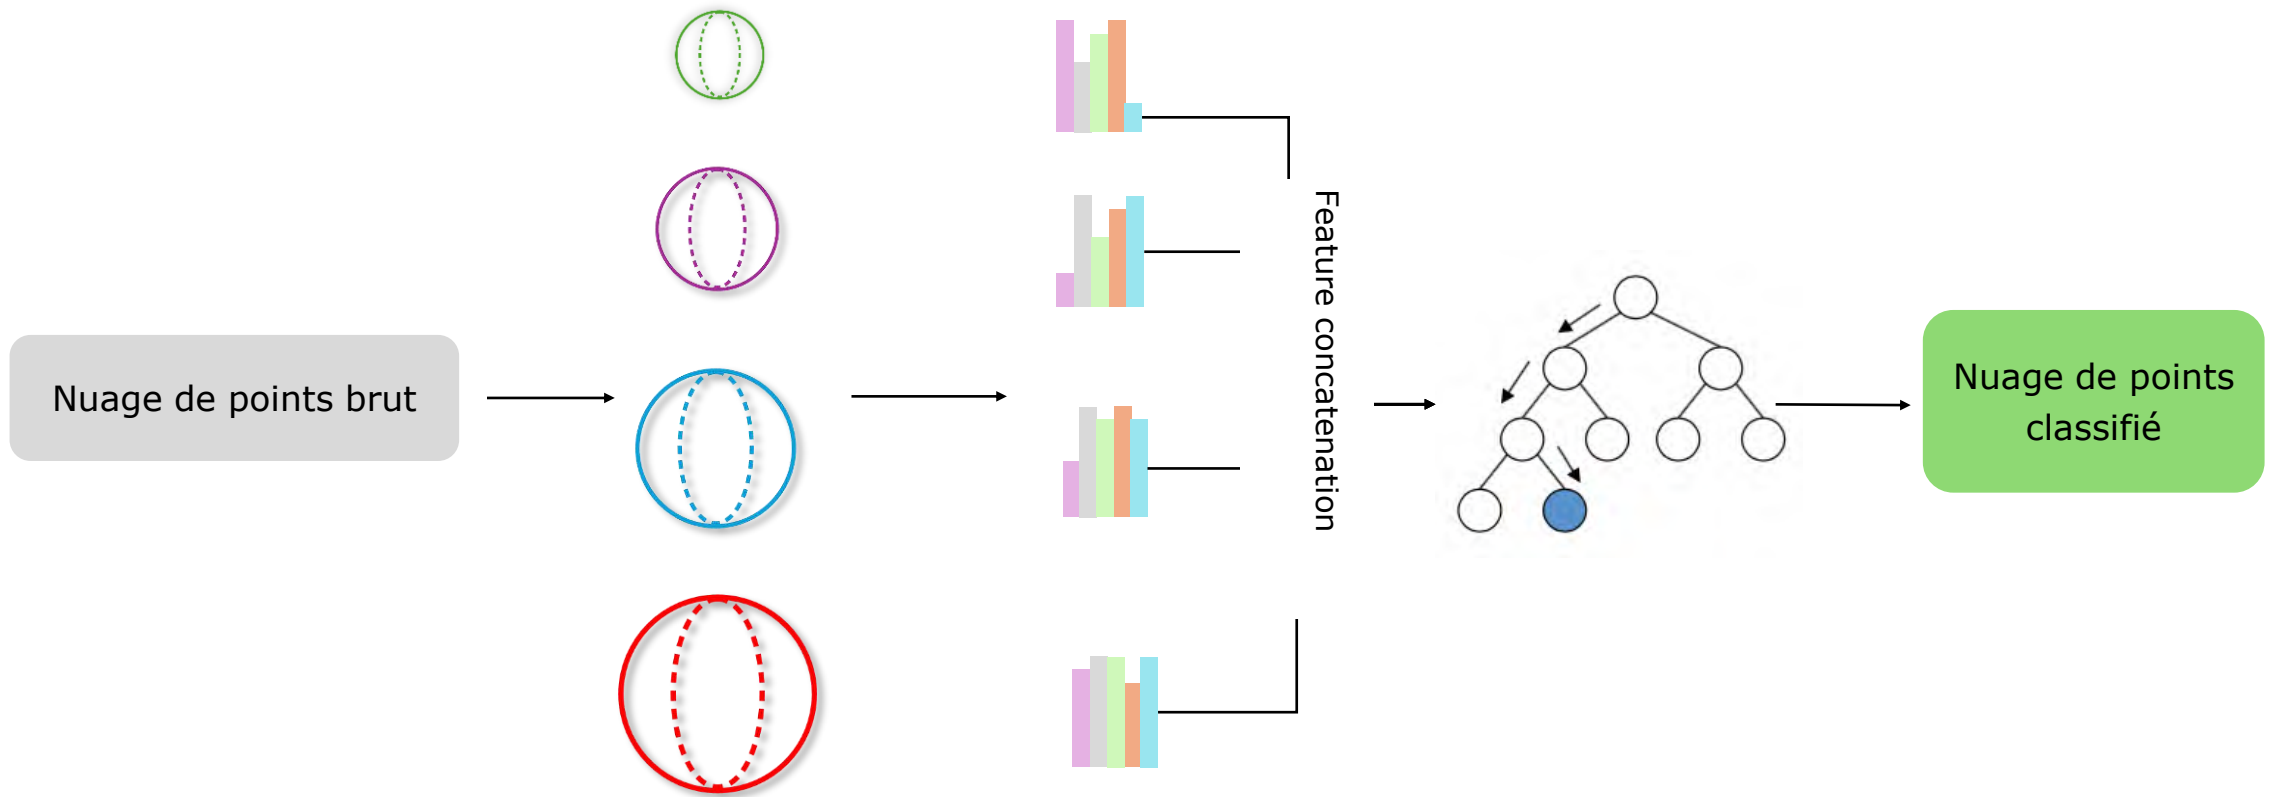 Nuage de points brut
Feature concatenation
Nuage de points
classifié